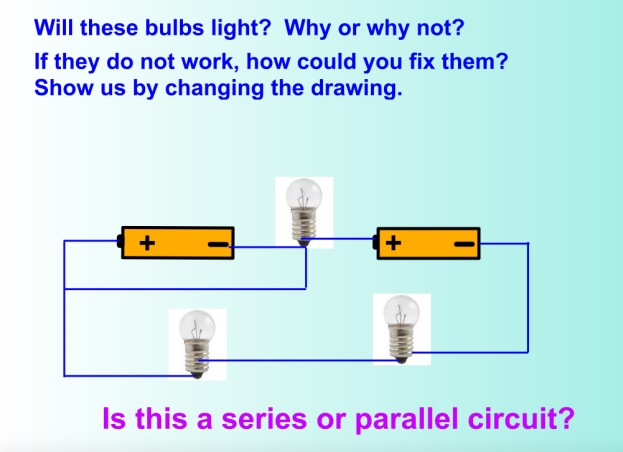 Will these bulbs light?  Why or why not?
If they do not work, how could you fix them?
Show us by changing the drawing.
+ − + −
Is this a series or parallel circuit?